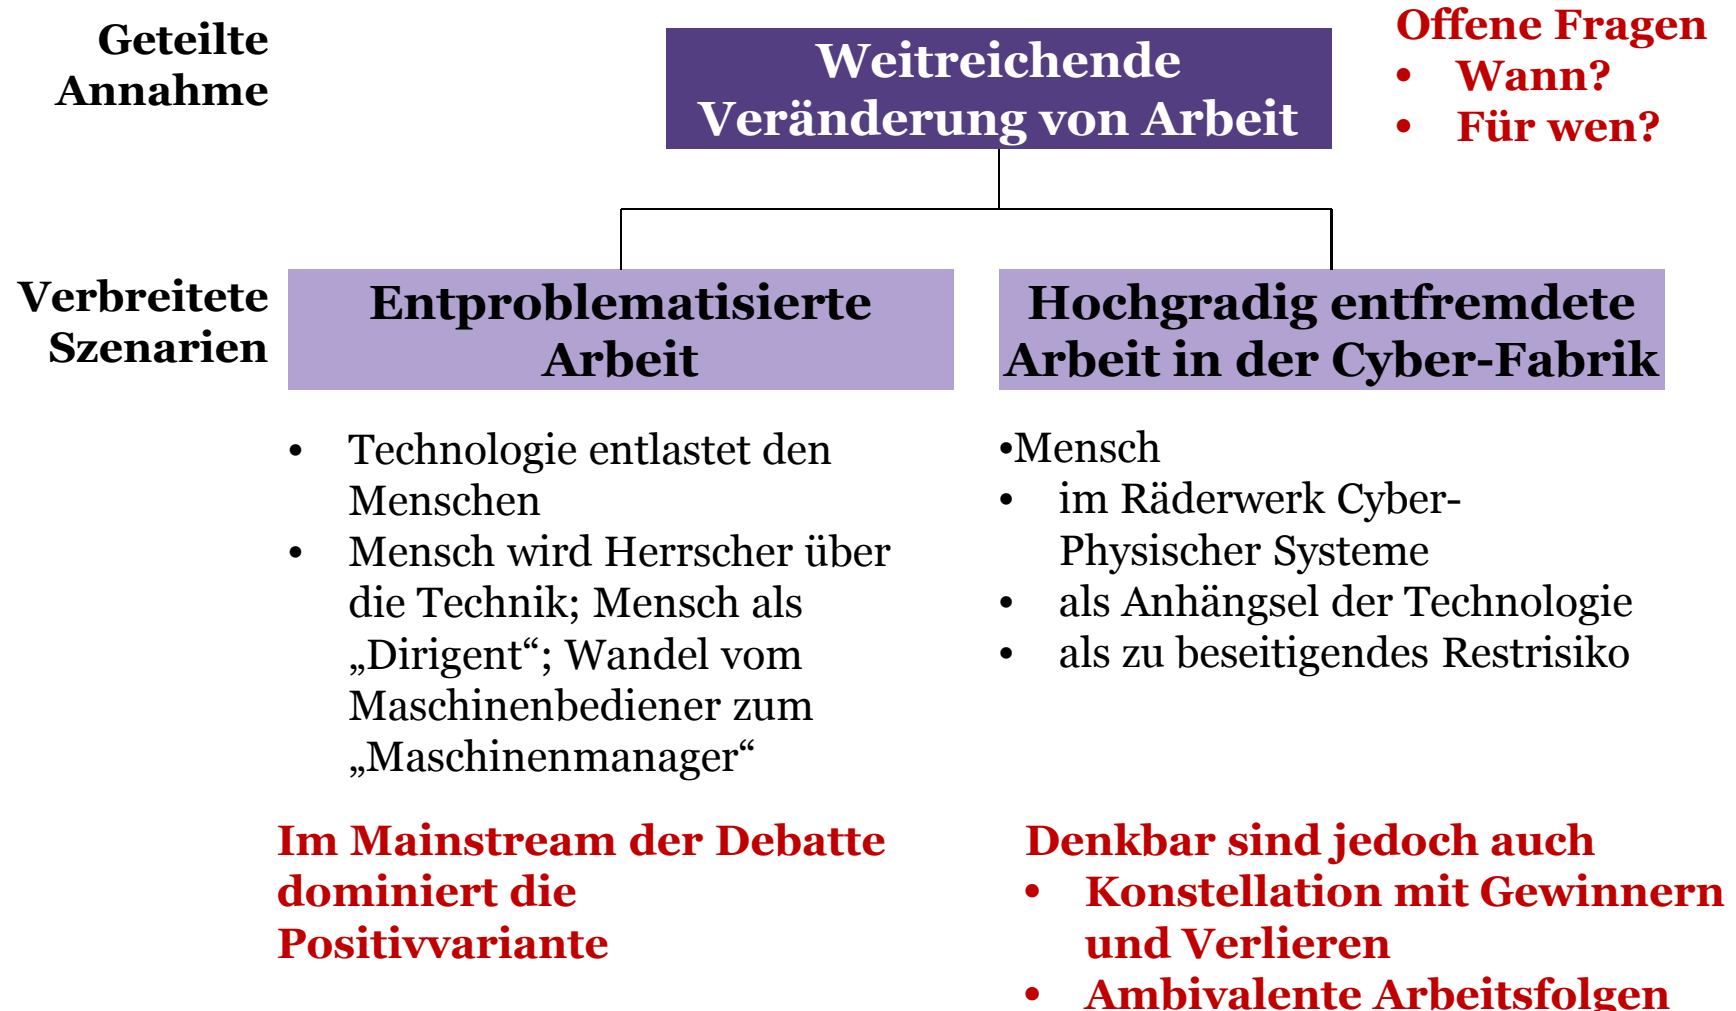 Geteilte
Annahme
Weitreichende
Veränderung von Arbeit
Offene Fragen
• Wann?
• Für wen?
Verbreitete
Szenarien
Entproblematisierte
Arbeit
• Technologie entlastet den
Menschen
• Mensch wird Herrscher über
die Technik; Mensch als
„Dirigent“; Wandel vom
Maschinenbediener zum
„Maschinenmanager“
Im Mainstream der Debatte
dominiert die
Positivvariante
Hochgradig entfremdete
Arbeit in der Cyber-Fabrik
•Mensch
• im Räderwerk Cyber-
Physischer Systeme
• als Anhängsel der Technologie
• als zu beseitigendes Restrisiko
Denkbar sind jedoch auch
• Konstellation mit Gewinnern
und Verlieren
• Ambivalente Arbeitsfolgen